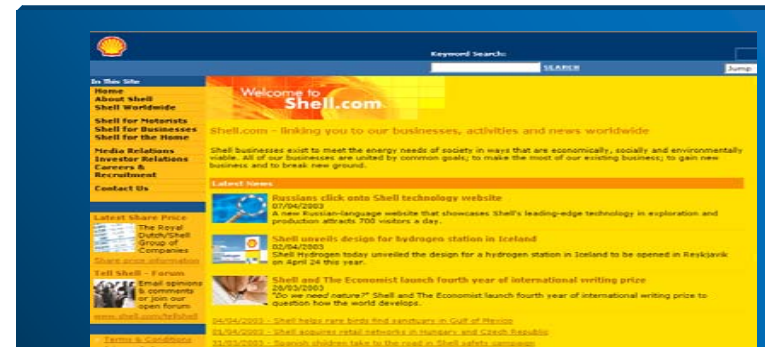 Keyword Search:
SEARCH
Jump
In This Site
Home
About Shell
Shell Worldwide
Shell for Motorists
Shell for Businesses
Shell for the Home
Media Relations
Investor Relations
Careers &
Recruitment
Contact Us
Latest Share Price
The Royal
Dutch/Shell
Group of
Companies
Share price information
Tell Shell - Forum
Email opinions
& comments
or join our
open forum
www.shell.com/tellshell
Terms & Conditions
Welcome to
Shell.com
Shell.com - linking you to our businesses, activities and news worldwide
Shell businesses exist to meet the energy needs of society in ways that are economically, socially and environmentally
viable. All of our businesses are united by common goals; to make the most of our existing business; to gain new
business and to break new ground.
Latest News
Russians click onto Shell technology website
07/04/2003
A new Russian-language website that showcases Shell's leading-edge technology in exploration and
production attracts 700 visitors a day.
Shell unveils design for hydrogen station in Iceland
02/04/2003
Shell Hydrogen today unveiled the design for a hydrogen station in Iceland to be opened in Reykjavik
on April 24 this year.
Shell and The Economist launch fourth year of international writing prize
28/03/2003
"Do we need nature?" Shell and The Economist launch fourth year of international writing prize to
question how the world develops.
04/04/2003 - Shell helps rare birds find sanctuary in Gulf of Mexico
01/04/2003 - Shell acquires retail networks in Hungary and Czech Republic
31/03/2003 - Spanish children take to the road in Shell safety campaign